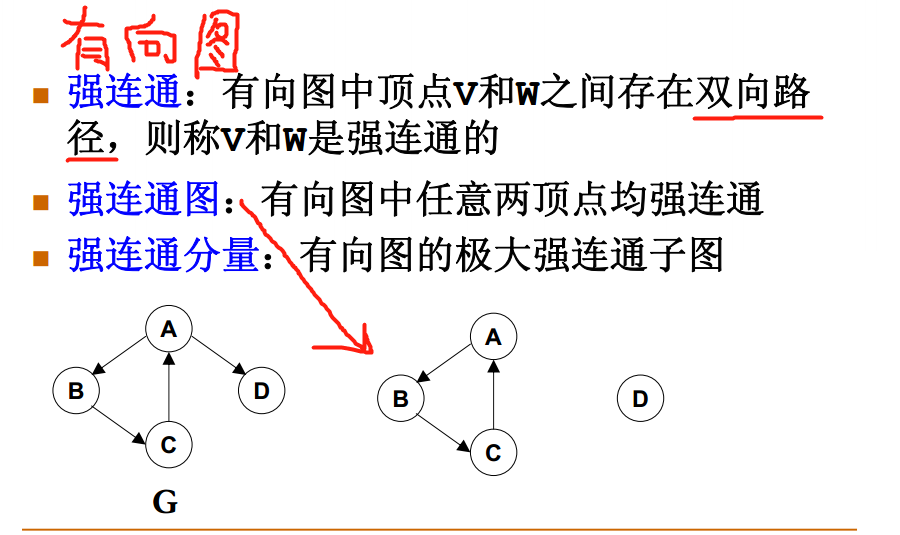 有向图
强连通：有向图中顶点V和W之间存在双向路
径，则称V和W是强连通的
强连通图：有向图中任意两顶点均强连通
强连通分量：有向图的极大强连通子图
A
B
D
C
G
A
B
C
D